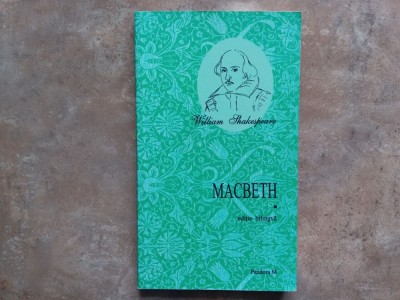 William Shakespeare
MACBETH
ediție bilingvă
Pandora M